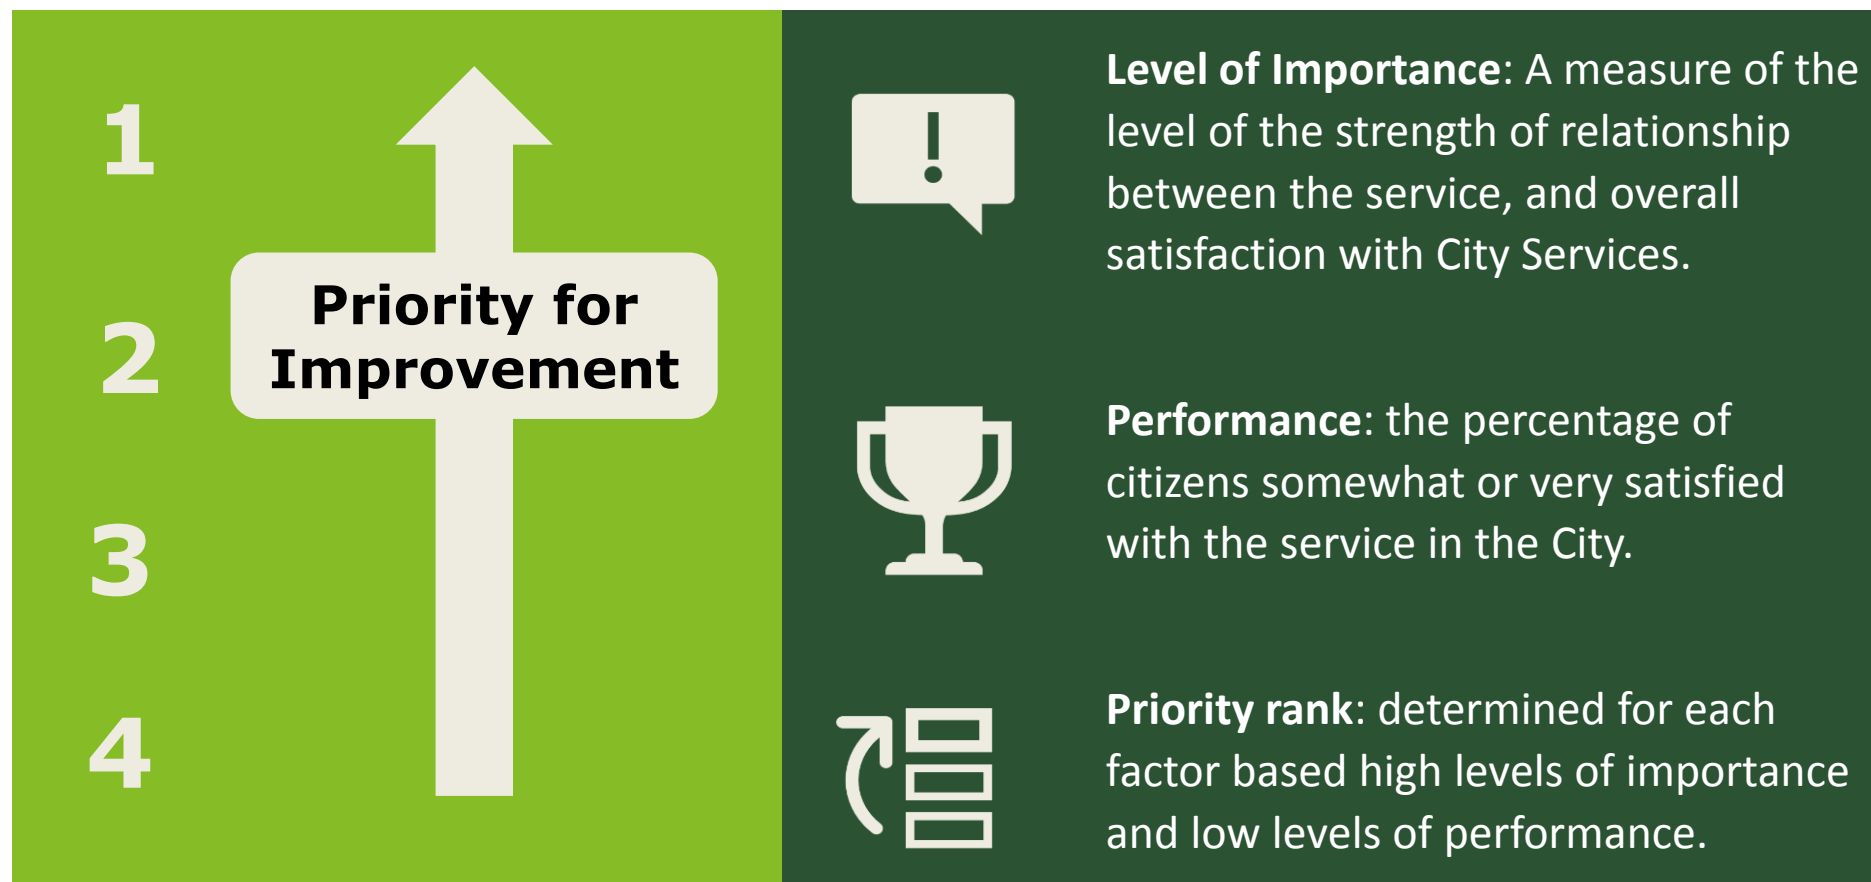 1
2
3
4
Priority for
Improvement
!
Level of Importance: A measure of the
level of the strength of relationship
between the service, and overall
satisfaction with City Services.
Performance: the percentage of
citizens somewhat or very satisfied
with the service in the City.
Priority rank: determined for each
factor based high levels of importance
and low levels of performance.